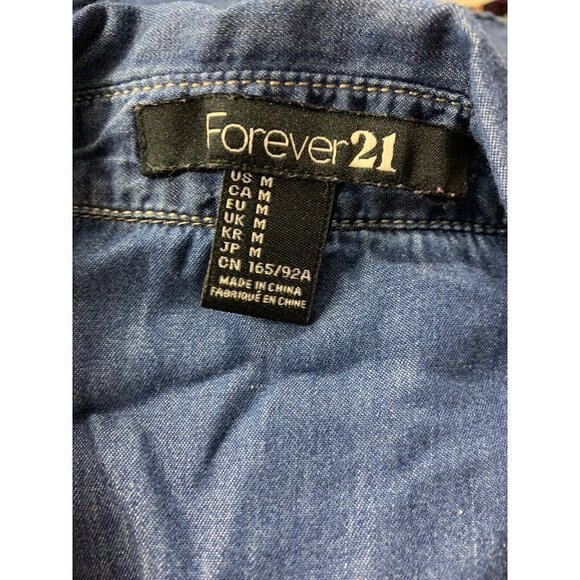 Forever21
US M
CA M
EU M
UK M
KR M
JP M
CN 165/92A
MADE IN CHINA
FABRIQUÉ EN CHINE